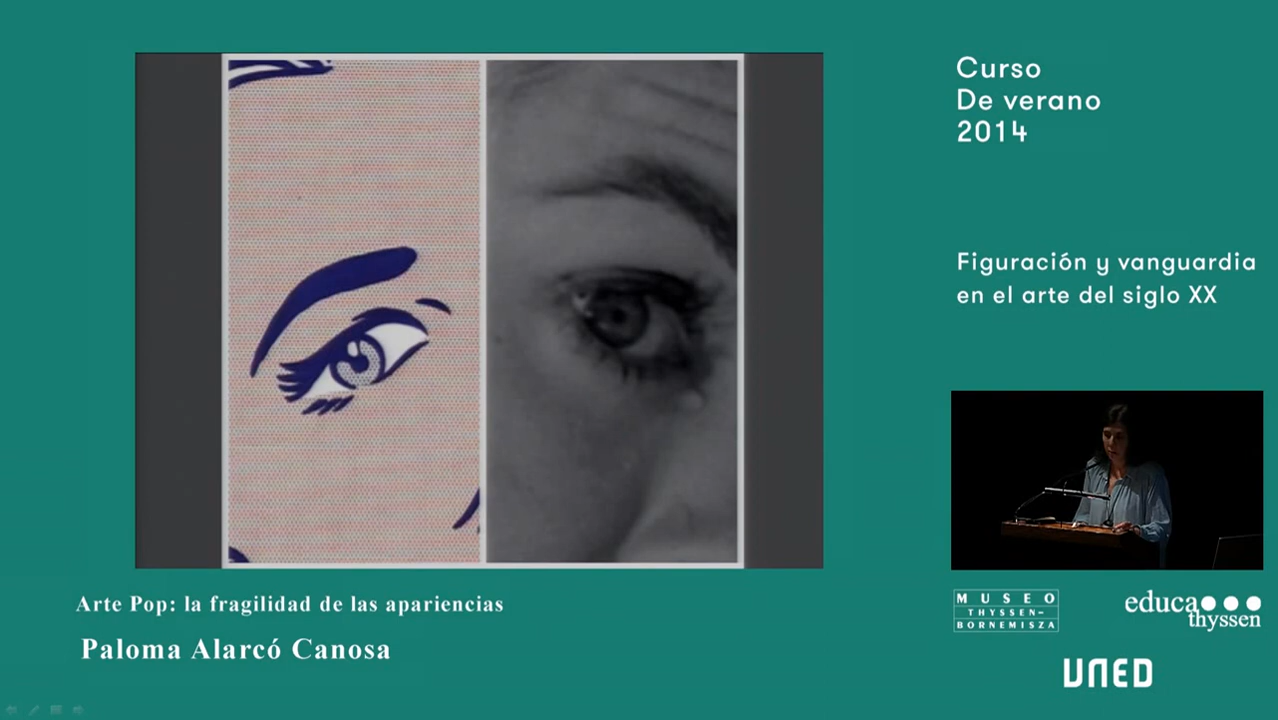 Curso
De verano
2014
Figuración y vanguardia
en el arte del siglo XX
Arte Pop: la fragilidad de las apariencias
Paloma Alarcó Canosa
MUSEO
THYSSEN-
BORNEMISZA
educa
thyssen
UNED